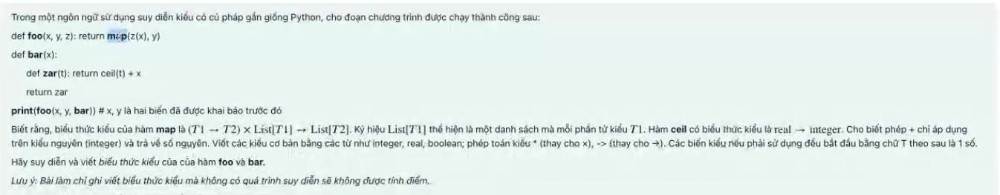 Trong một ngôn ngữ sử dụng suy diễn kiểu có cú pháp gần giống Python, cho đoạn chương trình được chạy thành công sau:
def foo(x, y, z): return map(z(x), y)
def bar(x):
def zar(t): return ceil(t) + x
return zar
print(foo(x, y, bar)) # x, y là hai biến đã được khai báo trước đó
Biết rằng, biểu thức kiểu của hàm map là (T1 → T2) × List[T1] → List[T2]. Ký hiệu List[T1] thể hiện là một danh sách mà mỗi phần tử kiểu T1. Hàm ceil có biểu thức kiểu là real → integer. Cho biết phép + chỉ áp dụng
trên kiểu nguyên (integer) và trả về số nguyên. Viết các kiểu cơ bản bằng các từ như integer, real, boolean; phép toán kiểu * (thay cho ×), -> (thay cho →). Các biến kiểu nếu phải sử dụng đều bắt đầu bằng chữ T theo sau là 1 số.
Hãy suy diễn và viết biểu thức kiểu của của hàm foo và bar.
Lưu ý: Bài làm chỉ ghi viết biểu thức kiểu mà không có quá trình suy diễn sẽ không được tính điểm.